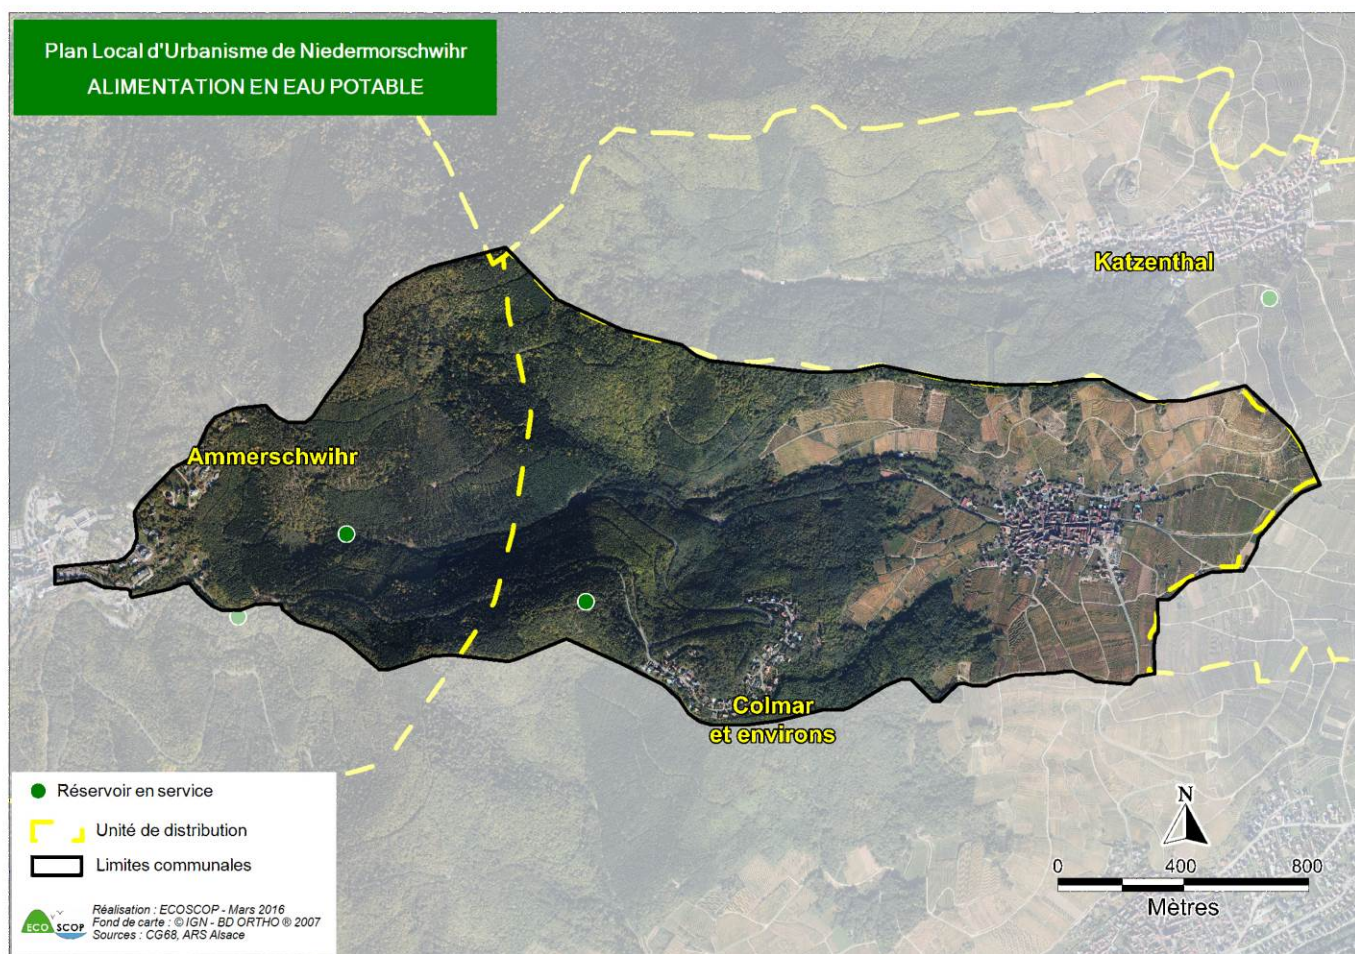 Plan Local d'Urbanisme de Niedermorschwihr
ALIMENTATION EN EAU POTABLE
Katzenthal
Ammerschwihr
Colmar
et environs
Réservoir en service
Unité de distribution
Limites communales
ECO SCOP
Réalisation : ECOSCOP - Mars 2016
Fond de carte : © IGN - BD ORTHO ® 2007
Sources : CG68, ARS Alsace
N
0 400 800
Mètres